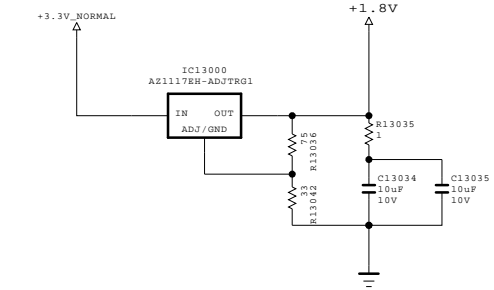 +1.8V
+3.3V_NORMAL
IC13000
AZ1117EH-ADJTRG1
IN OUT
ADJ/GND
75
R13036
33
R13042
R13035
1
C13034
10uF
10V
C13035
10uF
10V